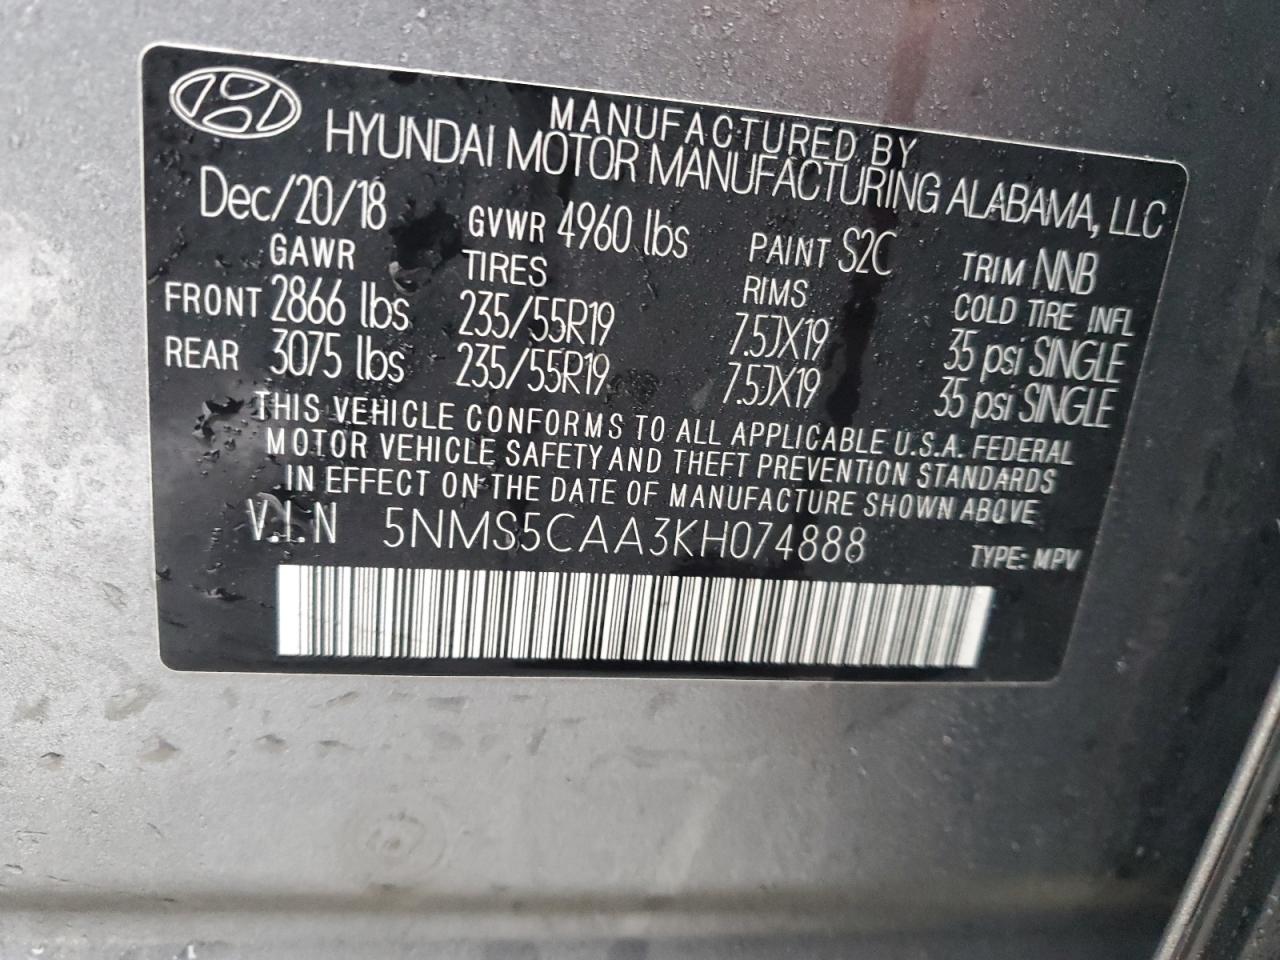 MANUFACTURED BY
HYUNDAI MOTOR MANUFACTURING ALABAMA, LLC
Dec/20/18 GVWR 4960 lbs PAINT S2C TRIM NNB
GAWR TIRES RIMS COLD TIRE INFL
FRONT 2866 lbs 235/55R19 7.5JX19 35 psi SINGLE
REAR 3075 lbs 235/55R19 7.5JX19 35 psi SINGLE
THIS VEHICLE CONFORMS TO ALL APPLICABLE U.S.A. FEDERAL
MOTOR VEHICLE SAFETY AND THEFT PREVENTION STANDARDS
IN EFFECT ON THE DATE OF MANUFACTURE SHOWN ABOVE
V.I.N 5NMS5CAA3KH074888 TYPE: MPV